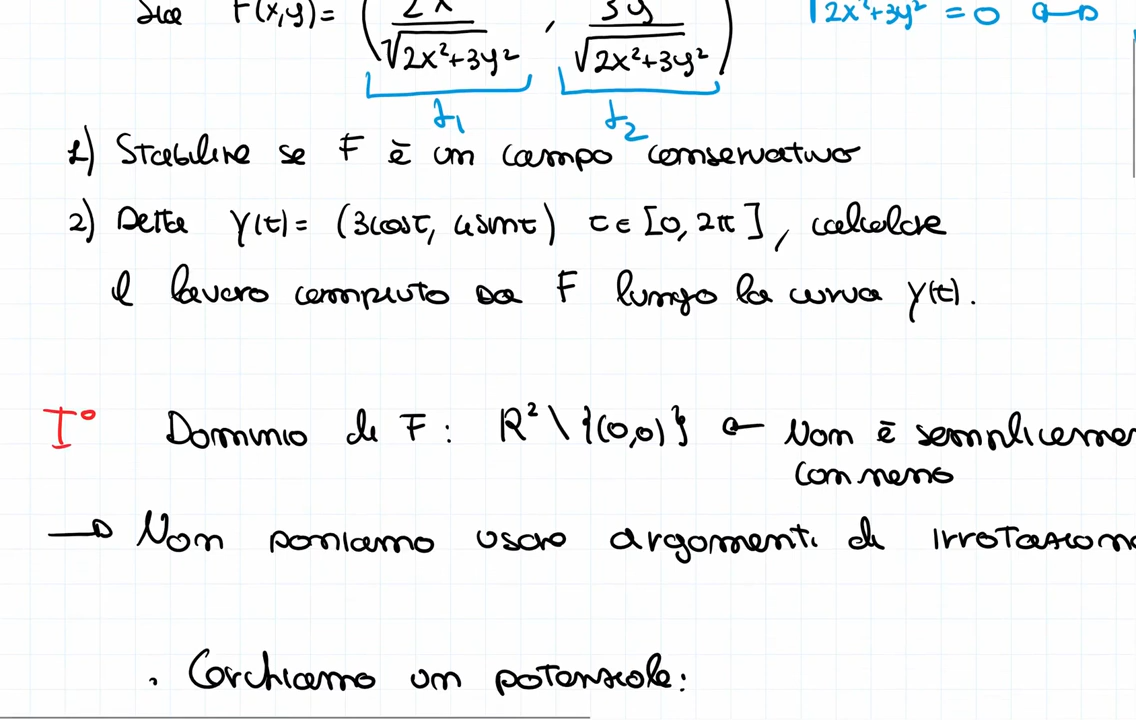 Sia F(x,y)= ( 2x / √2x²+3y² , 3y / √2x²+3y² ) √2x²+3y² = 0 ⟷
f₁ f₂
1) Stabilire se F è un campo conservativo
2) Detta γ(t)= (3cost, 4sint) t∈[0, 2π], calcolare
il lavoro compiuto da F lungo la curva γ(t).
I° Dominio di F: R² \ {(0,0)} ← Non è sempliceme
connesso
→ Non possiamo usare argomenti di irrotazion
. Cerchiamo un potenziale: